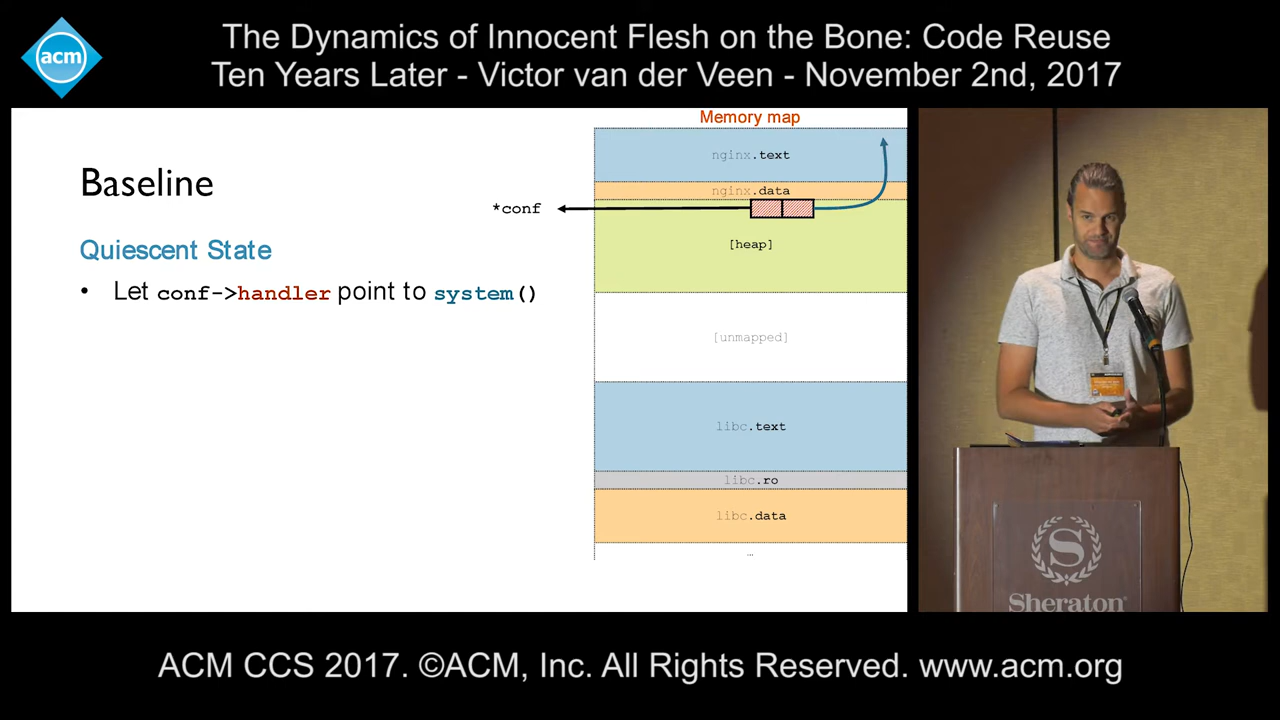 acm
The Dynamics of Innocent Flesh on the Bone: Code Reuse
Ten Years Later - Victor van der Veen - November 2nd, 2017
Baseline
Quiescent State
• Let conf->handler point to system()
*conf
Memory map
nginx.text
nginx.data
[heap]
[unmapped]
libc.text
libc.ro
libc.data
…
S
Sheraton®
ACM CCS 2017. ©ACM, Inc. All Rights Reserved. www.acm.org